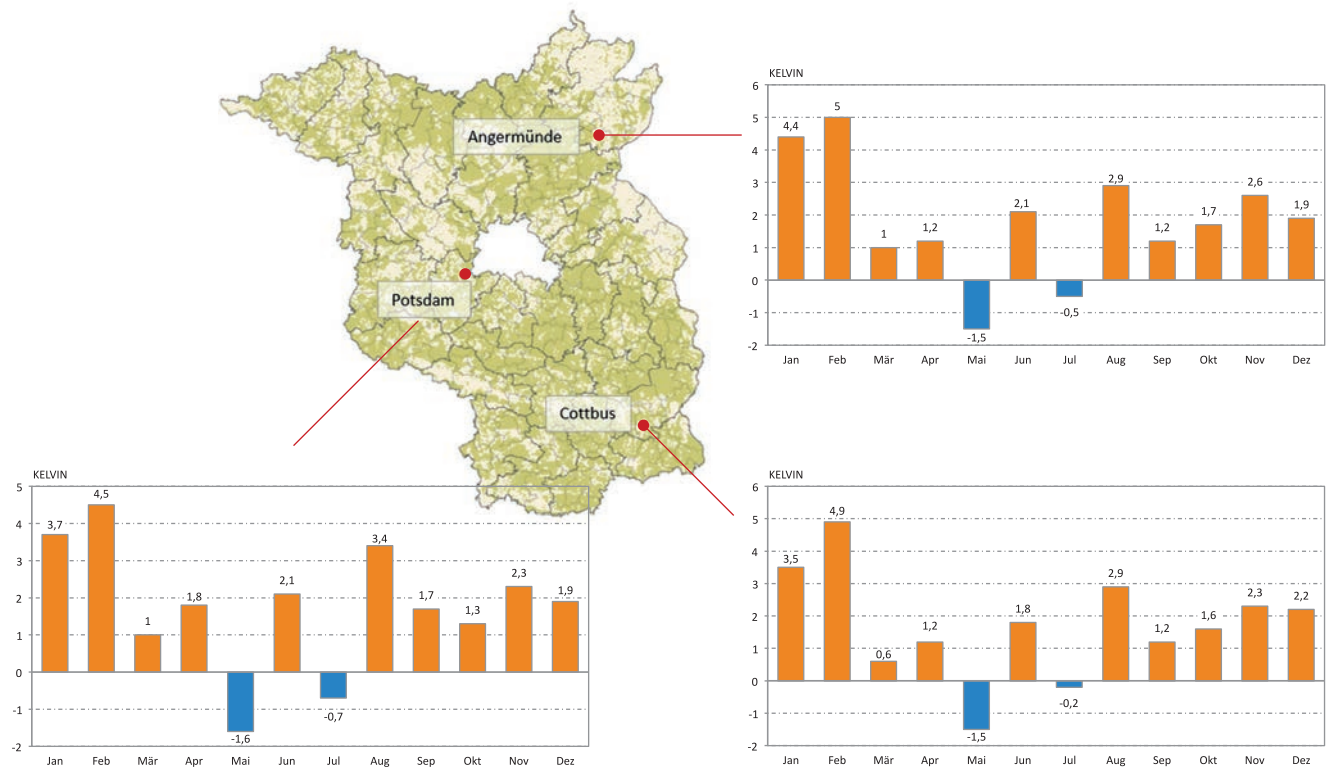 Angermünde
Potsdam
Cottbus
KELVIN
6
5
4
3
2
1
0
-1
-2
4,4 5 1 1,2 -1,5 2,1 -0,5 2,9 1,2 1,7 2,6 1,9
Jan Feb Mär Apr Mai Jun Jul Aug Sep Okt Nov Dez
KELVIN
5
4
3
2
1
0
-1
-2
3,7 4,5 1 1,8 -1,6 2,1 -0,7 3,4 1,7 1,3 2,3 1,9
Jan Feb Mär Apr Mai Jun Jul Aug Sep Okt Nov Dez
KELVIN
6
5
4
3
2
1
0
-1
-2
3,5 4,9 0,6 1,2 -1,5 1,8 -0,2 2,9 1,2 1,6 2,3 2,2
Jan Feb Mär Apr Mai Jun Jul Aug Sep Okt Nov Dez